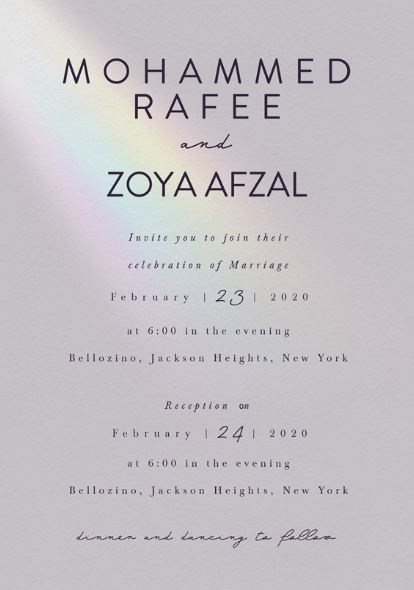 MOHAMMED
RAFEE
and
ZOYA AFZAL
Invite you to join their
celebration of Marriage
February | 23 | 2020
at 6:00 in the evening
Bellozino, Jackson Heights, New York
Reception on
February | 24 | 2020
at 6:00 in the evening
Bellozino, Jackson Heights, New York
dinner and dancing to follow